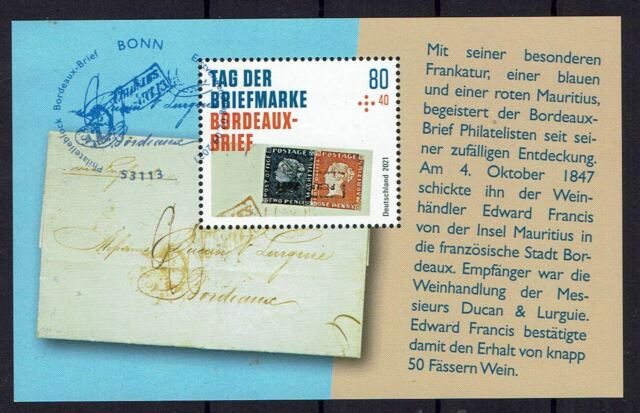 Philatelieblock Bordeaux-Brief BONN
TAG DER
BRIEFMARKE
BORDEAUX-
BRIEF
80
+40
Deutschland 2021
POSTAGE
POSTAGE
MAURITIUS
TWO PENCE
ONE PENNY
Bordeaux
53113
Bordeaux
Mit seiner besonderen
Frankatur, einer blauen
und einer roten Mauritius,
begeistert der Bordeaux-
Brief Philatelisten seit sei-
ner zufälligen Entdeckung.
Am 4. Oktober 1847
schickte ihn der Wein-
händler Edward Francis
von der Insel Mauritius in
die französische Stadt Bor-
deaux. Empfänger war die
Weinhandlung der Mes-
sieurs Ducan & Lurguie.
Edward Francis bestätigte
damit den Erhalt von knapp
50 Fässern Wein.